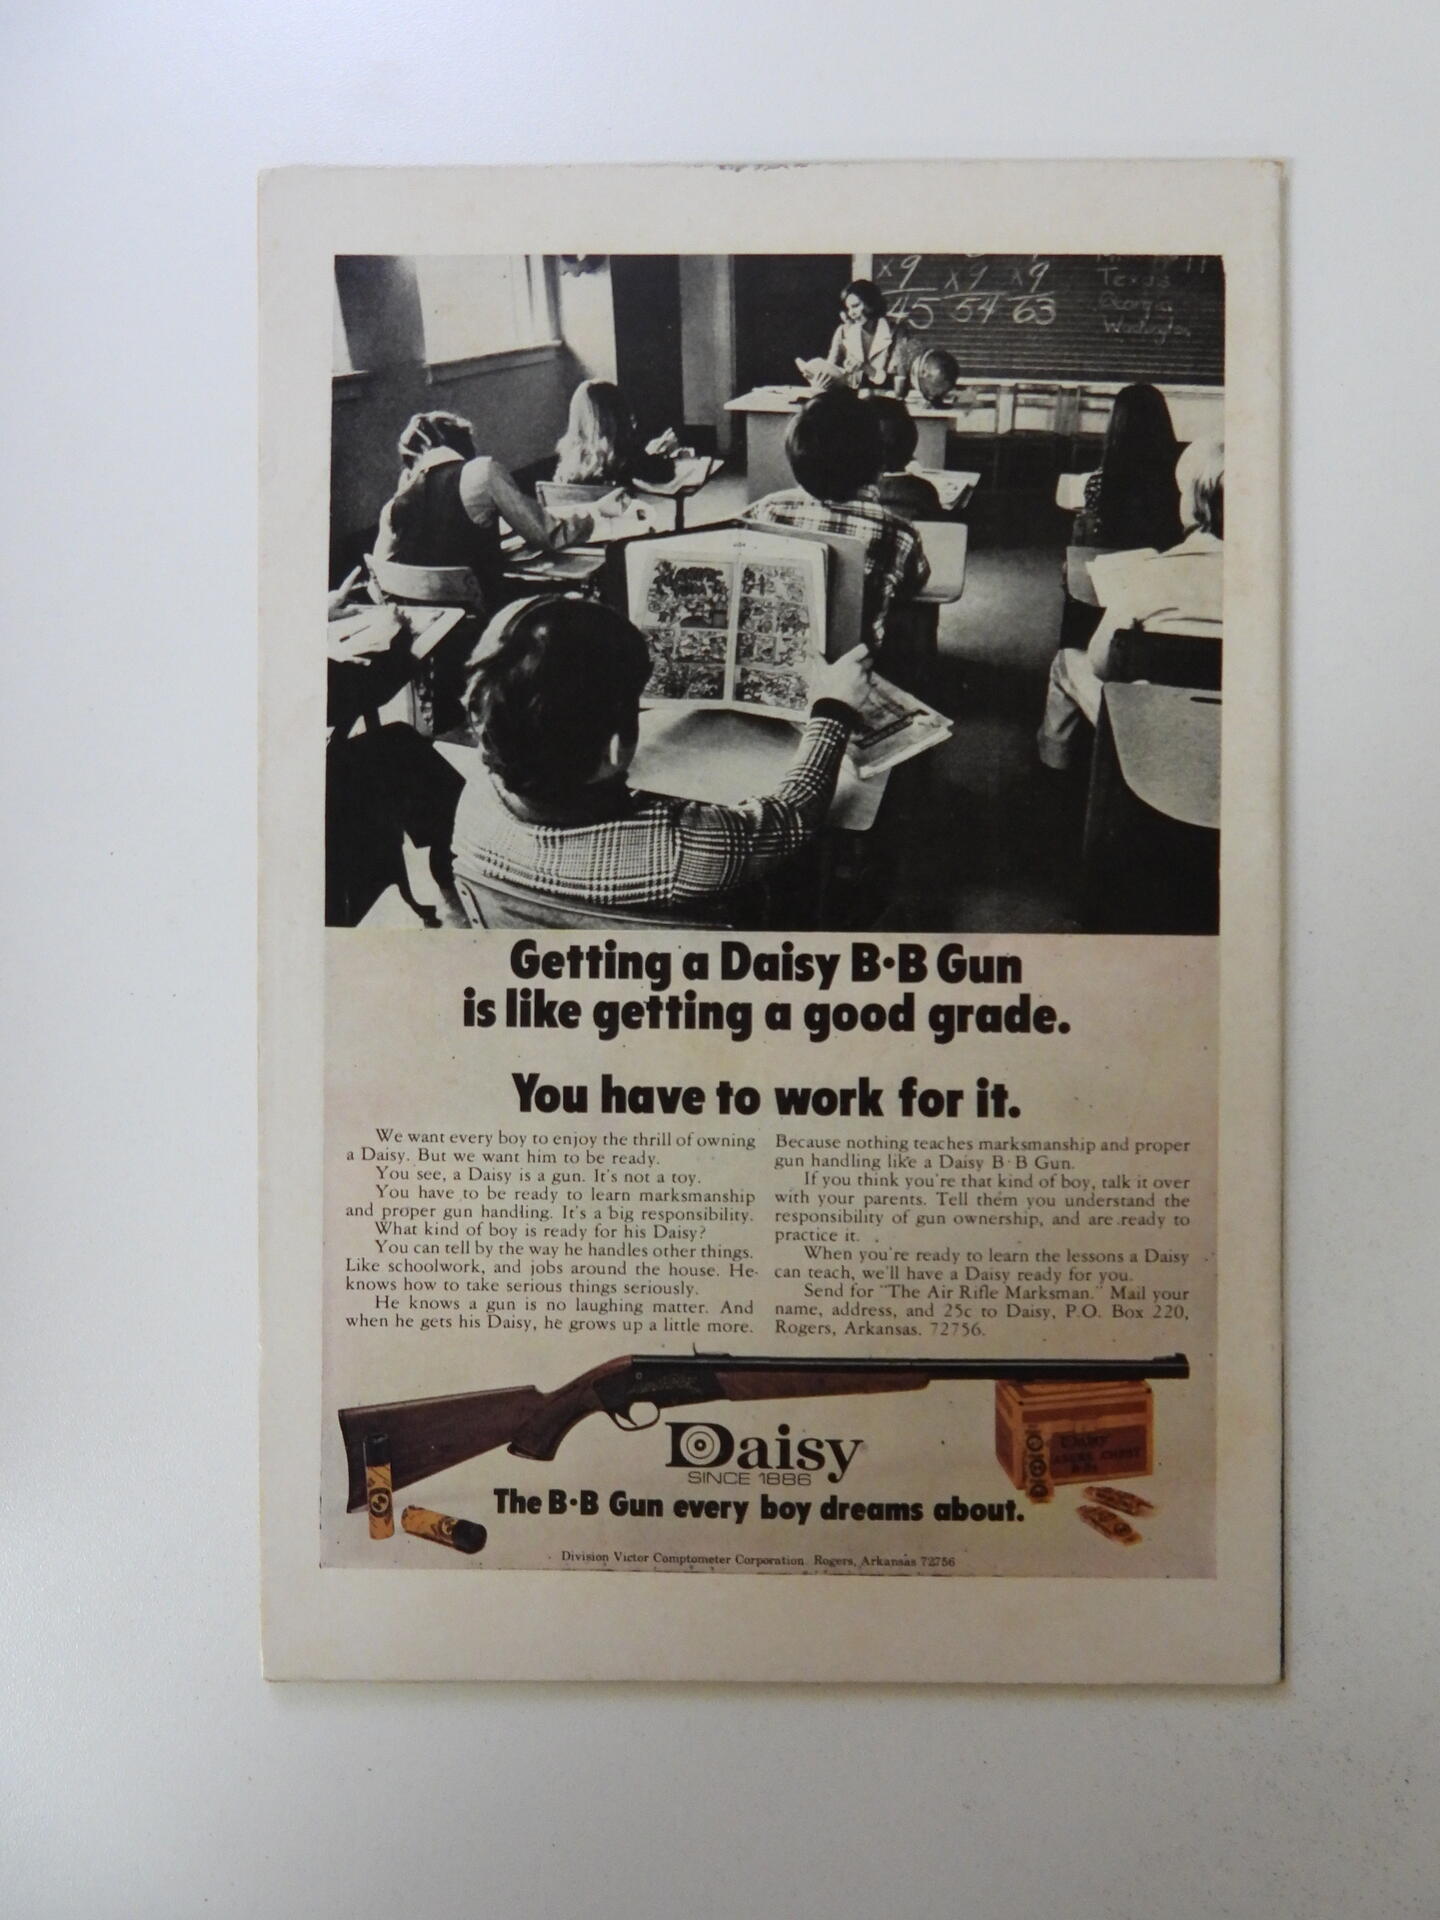 x9 x9 x9
45 54 63
Texas
Georgia
Washington
Getting a Daisy B·B Gun
is like getting a good grade.
You have to work for it.
We want every boy to enjoy the thrill of owning
a Daisy. But we want him to be ready.
You see, a Daisy is a gun. It's not a toy.
You have to be ready to learn marksmanship
and proper gun handling. It's a big responsibility.
What kind of boy is ready for his Daisy?
You can tell by the way he handles other things.
Like schoolwork, and jobs around the house. He
knows how to take serious things seriously.
He knows a gun is no laughing matter. And
when he gets his Daisy, he grows up a little more.
Because nothing teaches marksmanship and proper
gun handling like a Daisy B·B Gun.
If you think you're that kind of boy, talk it over
with your parents. Tell them you understand the
responsibility of gun ownership, and are ready to
practice it.
When you're ready to learn the lessons a Daisy
can teach, we'll have a Daisy ready for you.
Send for "The Air Rifle Marksman." Mail your
name, address, and 25c to Daisy, P.O. Box 220,
Rogers, Arkansas. 72756.
Daisy
SINCE 1886
The B·B Gun every boy dreams about.
Division Victor Comptometer Corporation Rogers, Arkansas 72756